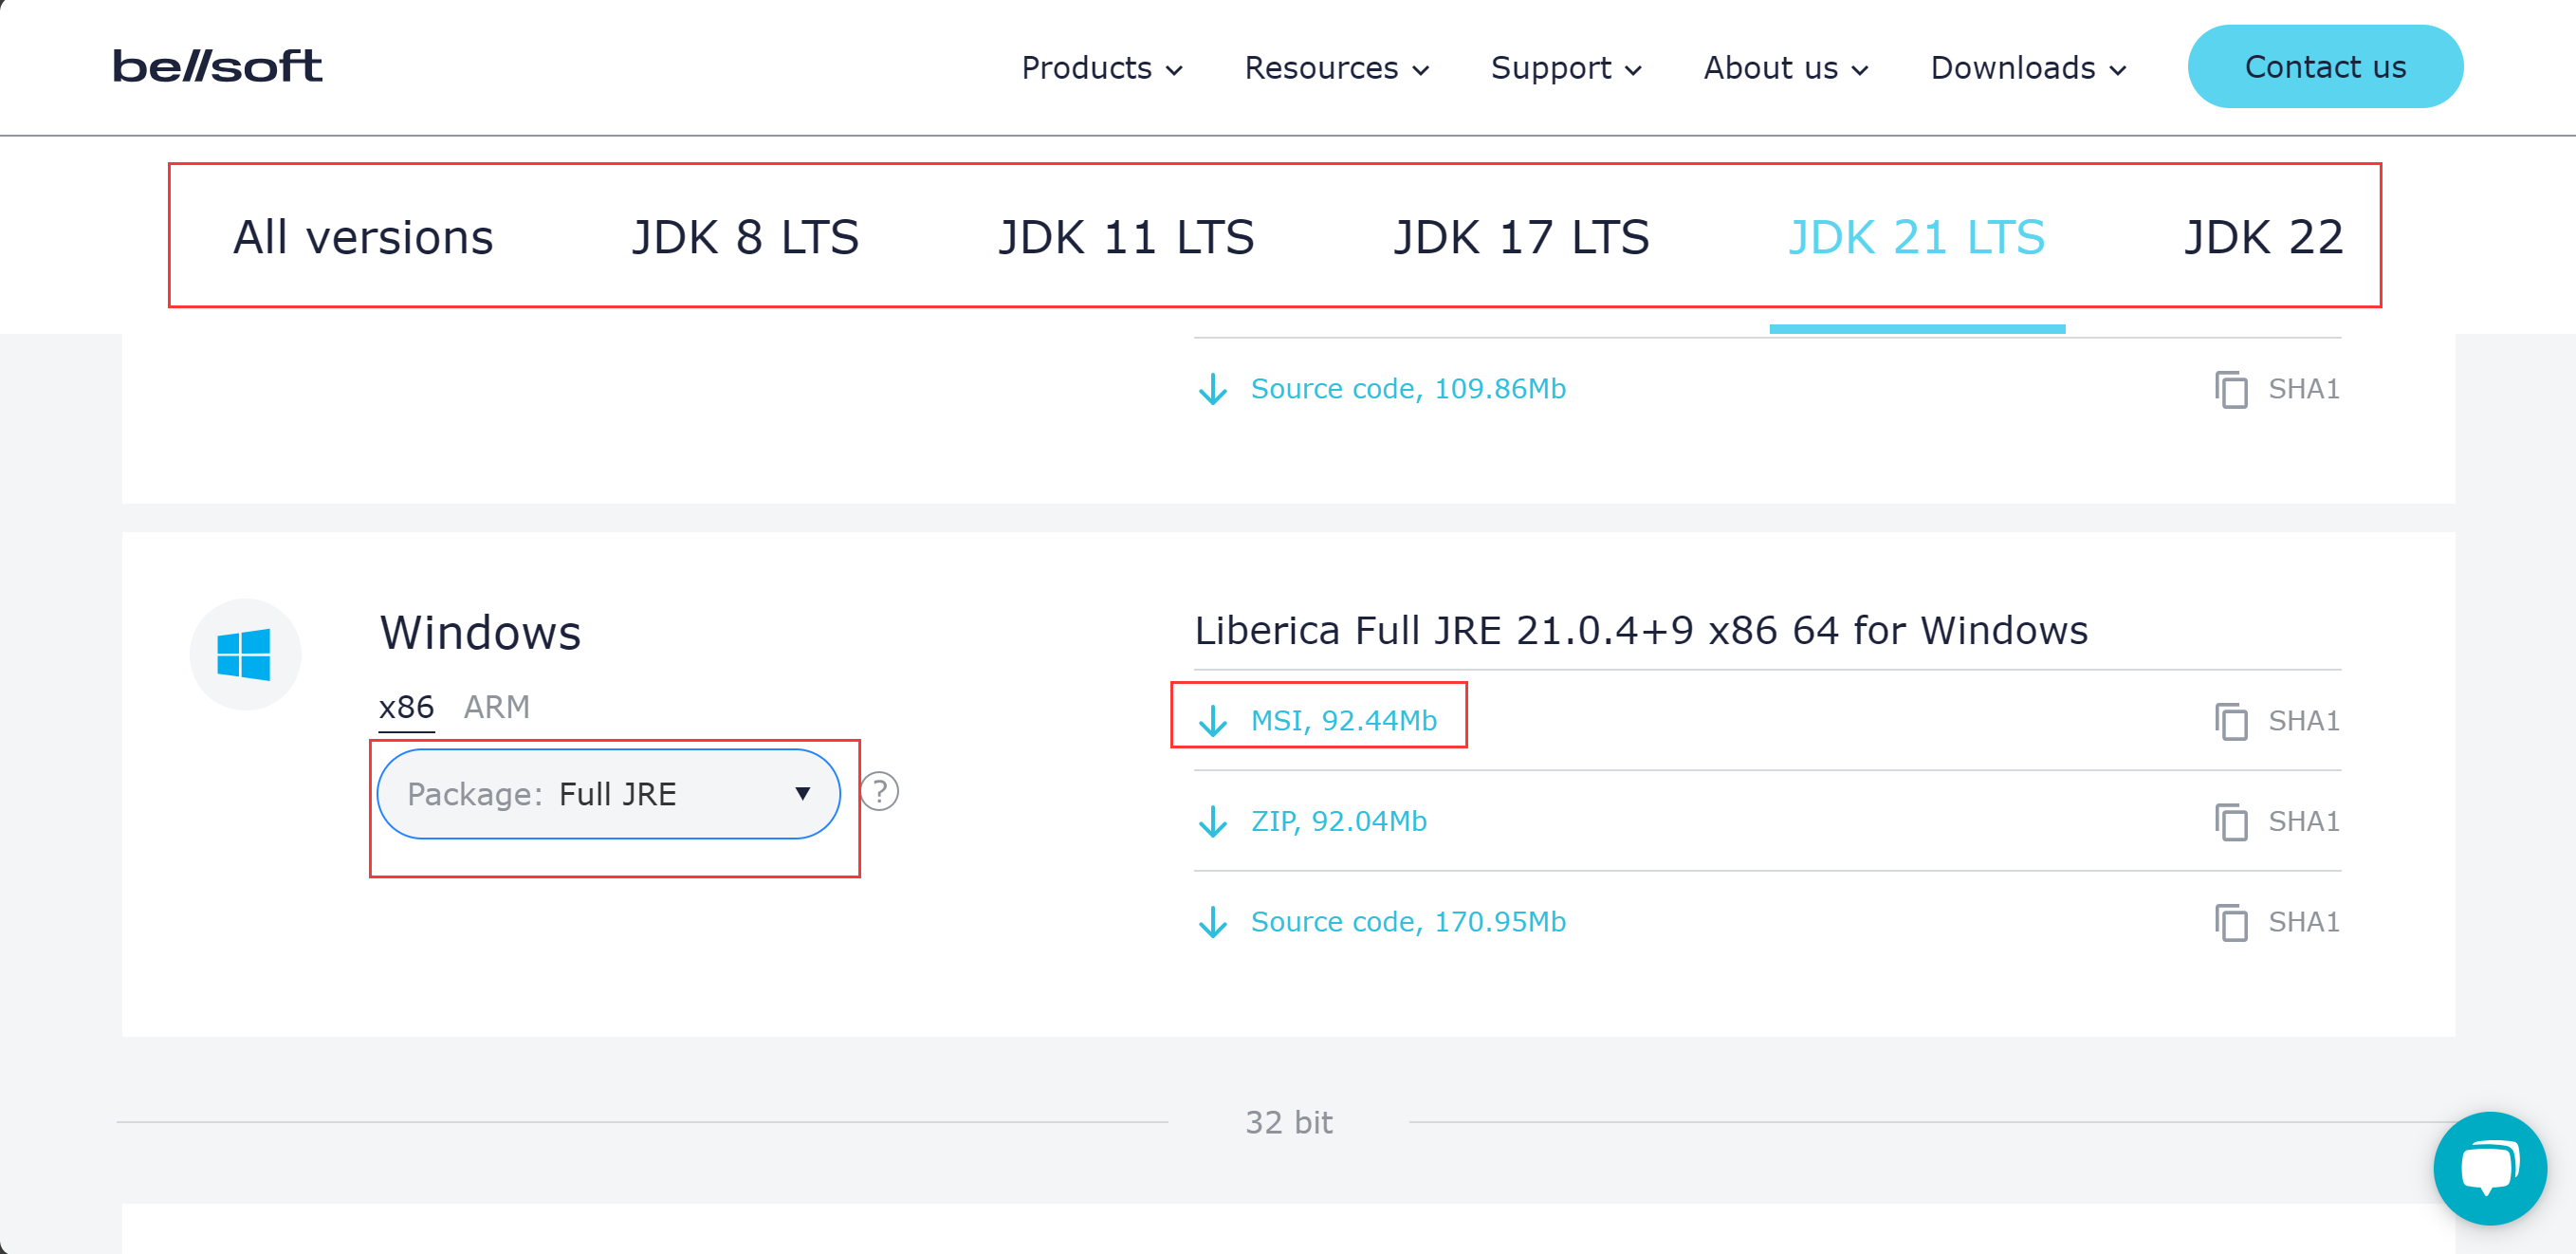 bellsoft
Products Resources Support About us Downloads Contact us
All versions JDK 8 LTS JDK 11 LTS JDK 17 LTS JDK 21 LTS JDK 22
Source code, 109.86Mb SHA1
Windows
x86 ARM
Package: Full JRE ?
Liberica Full JRE 21.0.4+9 x86 64 for Windows
MSI, 92.44Mb SHA1
ZIP, 92.04Mb SHA1
Source code, 170.95Mb SHA1
32 bit